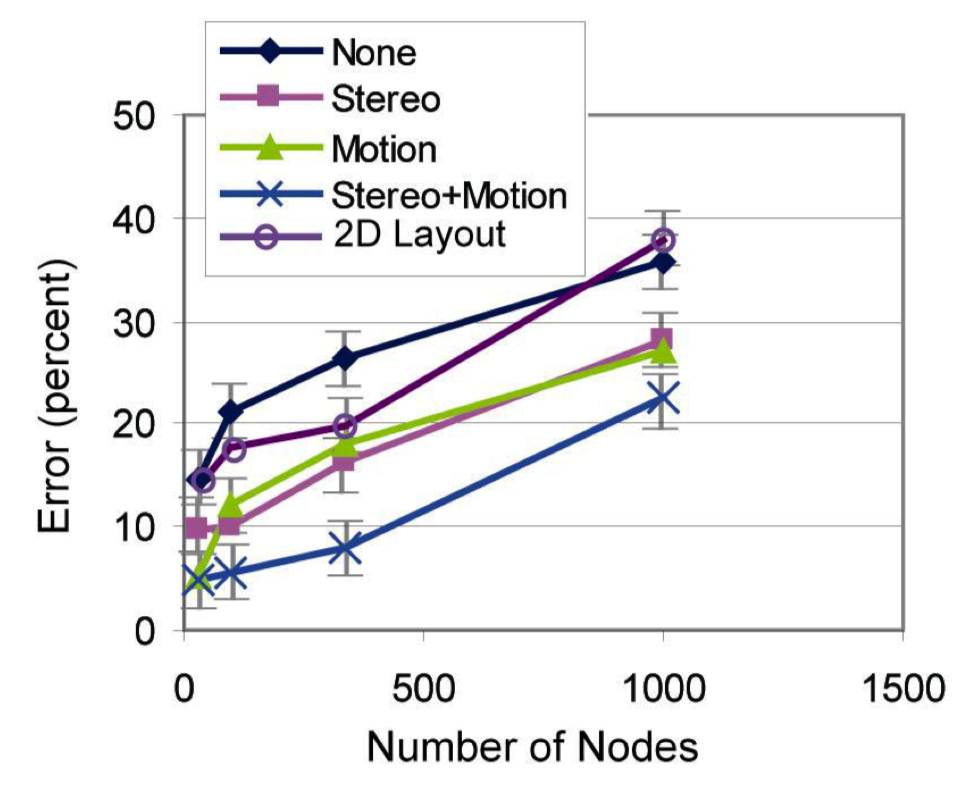 None
Stereo
Motion
Stereo+Motion
2D Layout
50
40
30
20
10
0
Error (percent)
0 500 1000 1500
Number of Nodes